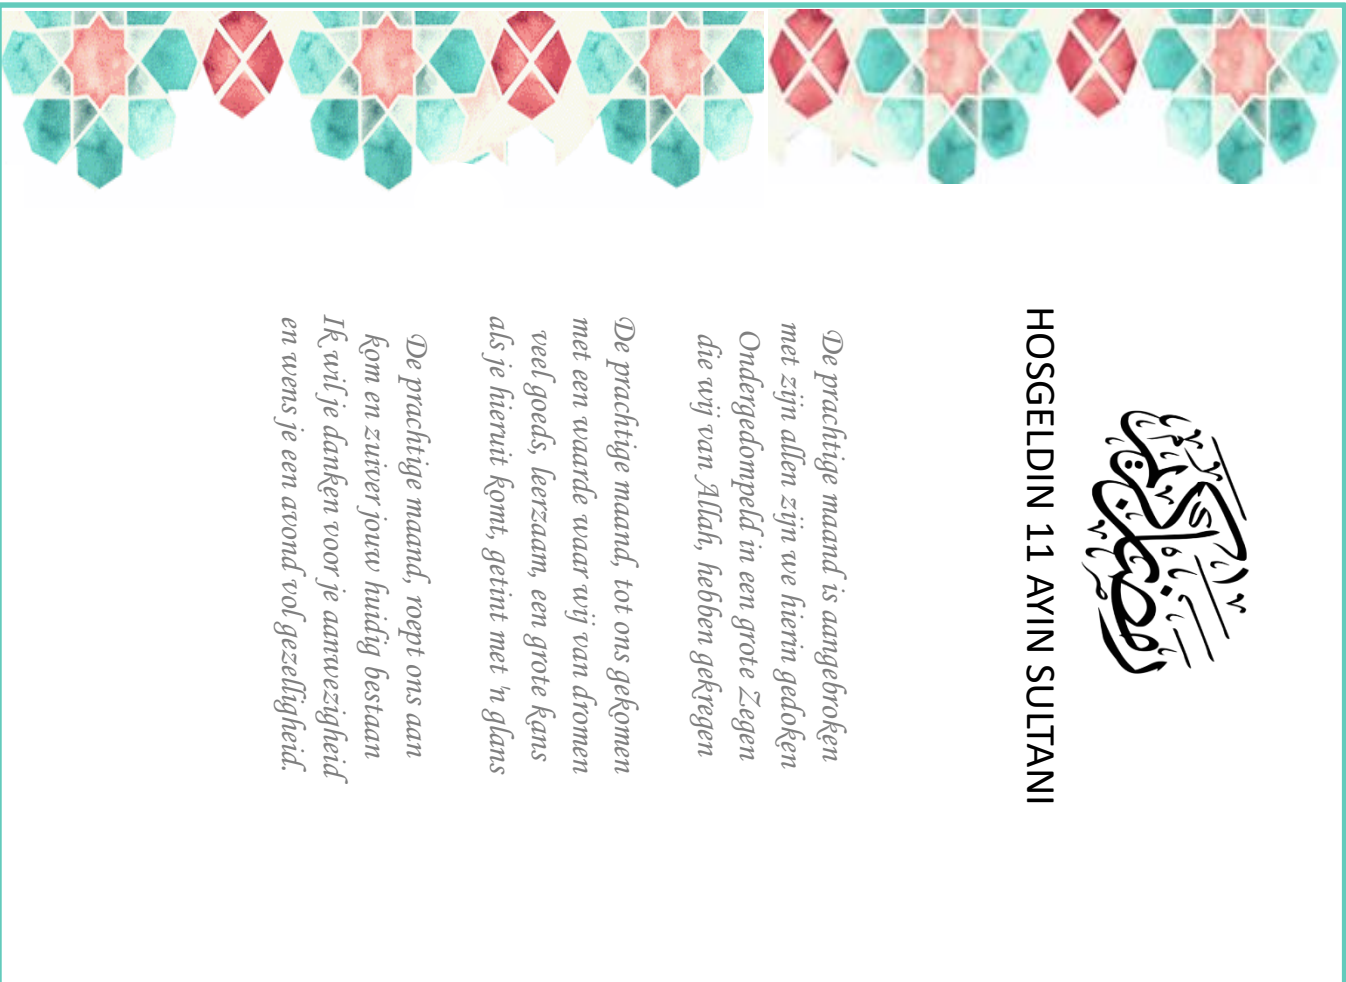 رمضان
HOSGELDIN 11 AYIN SULTANI
De prachtige maand is aangebroken
met zijn allen zijn we hierin gedoken
Ondergedompeld in een grote Zegen
die wij van Allah, hebben gekregen
De prachtige maand, tot ons gekomen
met een waarde waar wij van dromen
veel goeds, leerzaam, een grote kans
als je hieruit komt, getint met 'n glans
De prachtige maand, roept ons aan
kom en zuiver jouw huidig bestaan
Ik wil je danken voor je aanwezigheid
en wens je een avond vol gezelligheid.